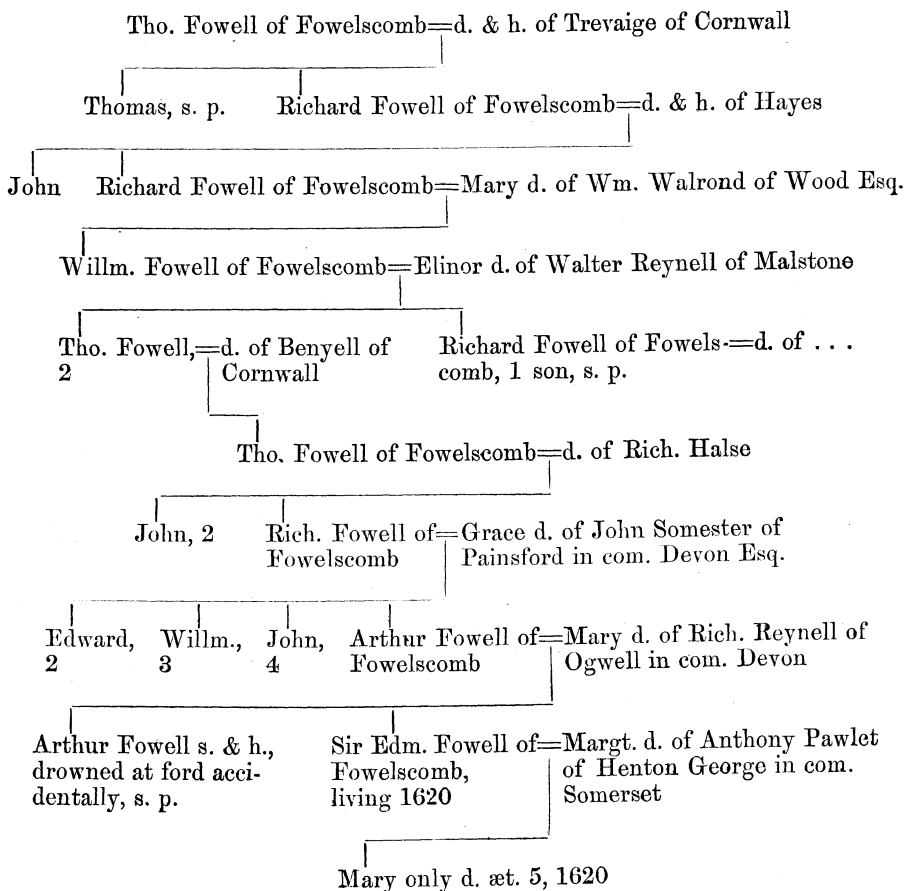 Tho. Fowell of Fowelscomb=d. & h. of Trevaige of Cornwall
Thomas, s. p.
Richard Fowell of Fowelscomb=d. & h. of Hayes
John
Richard Fowell of Fowelscomb=Mary d. of Wm. Walrond of Wood Esq.
Willm. Fowell of Fowelscomb=Elinor d. of Walter Reynell of Malstone
Tho. Fowell,=d. of Benyell of
2
Cornwall
Richard Fowell of Fowels-=d. of . . .
comb, 1 son, s. p.
Tho. Fowell of Fowelscomb=d. of Rich. Halse
John, 2
Rich. Fowell of=Grace d. of John Somester of
Fowelscomb
Painsford in com. Devon Esq.
Edward,
2
Willm.,
3
John,
4
Arthur Fowell of=Mary d. of Rich. Reynell of
Fowelscomb
Ogwell in com. Devon
Arthur Fowell s. & h.,
drowned at ford acci-
dentally, s. p.
Sir Edm. Fowell of=Margt. d. of Anthony Pawlet
Fowelscomb,
living 1620
of Henton George in com.
Somerset
Mary only d. æt. 5, 1620